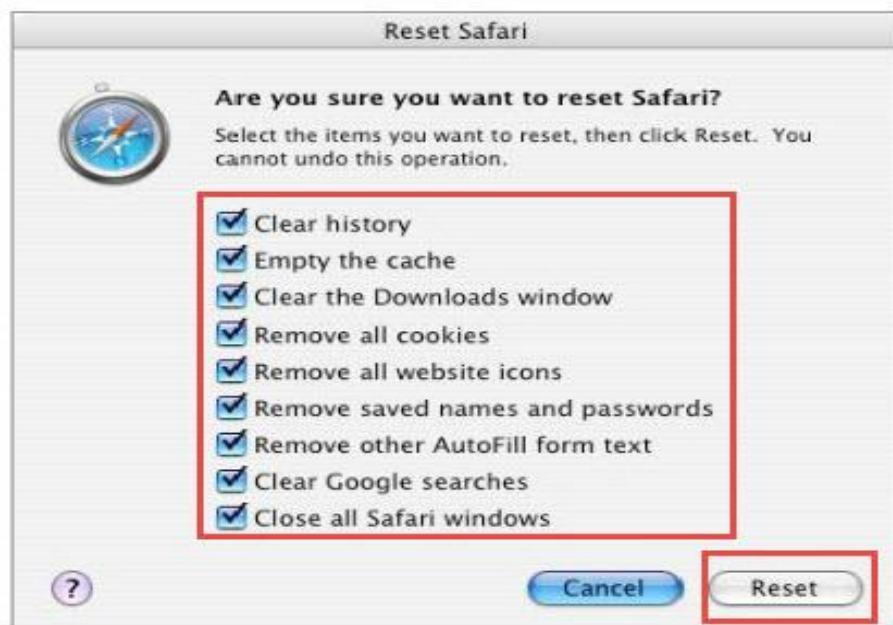 Reset Safari
Are you sure you want to reset Safari?
Select the items you want to reset, then click Reset. You
cannot undo this operation.
Clear history
Empty the cache
Clear the Downloads window
Remove all cookies
Remove all website icons
Remove saved names and passwords
Remove other AutoFill form text
Clear Google searches
Close all Safari windows
?
Cancel
Reset